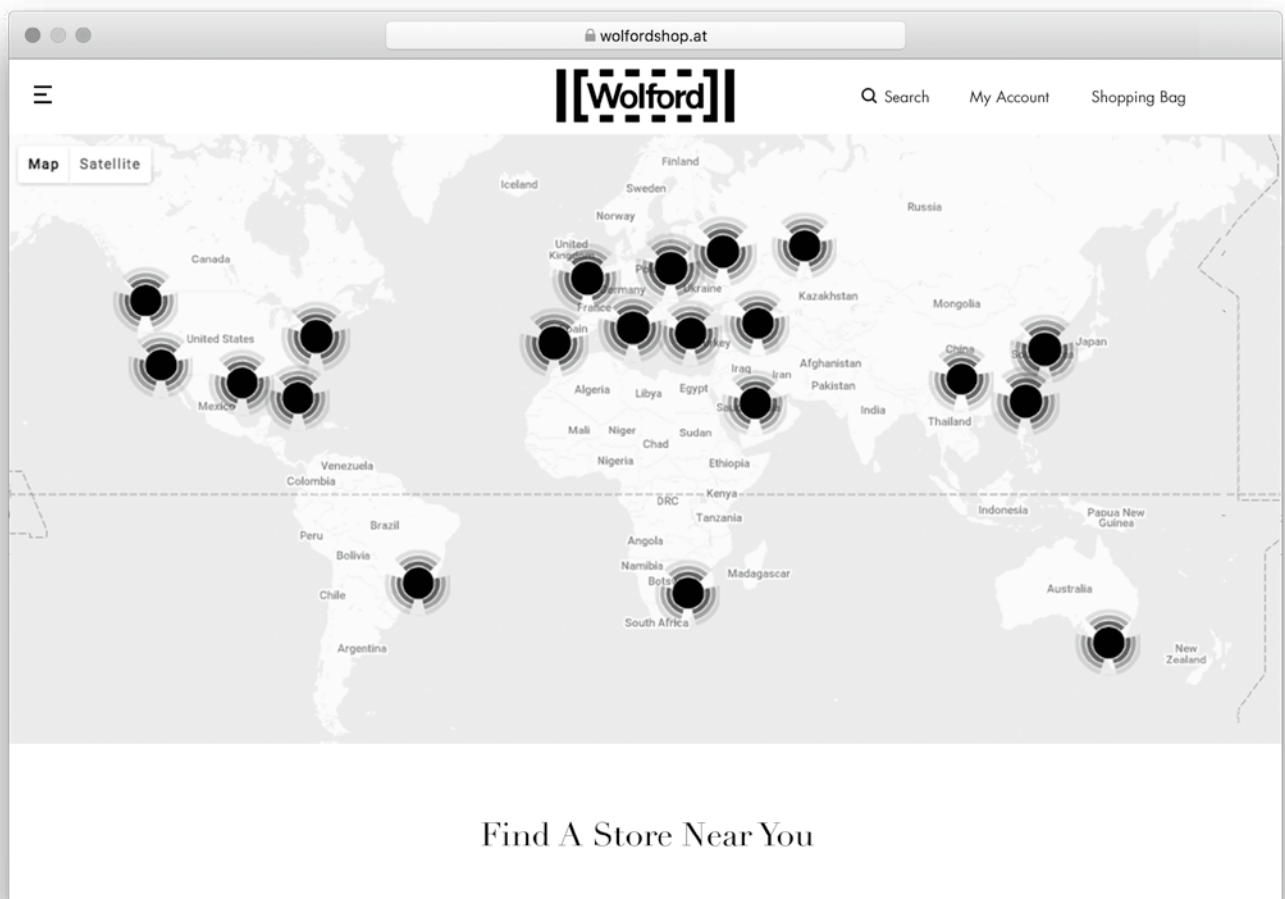 wolfordshop.at
Wolford
Search
My Account
Shopping Bag
Map
Satellite
Finland
Iceland
Sweden
Russia
Norway
United
Canada
Kazakhstan
Mongolia
France
United States
Japan
China
Afghanistan
Iraq
Iran
Pakistan
Algeria
Libya
Egypt
Mexico
India
Thailand
Mali
Niger
Sudan
Chad
Nigeria
Ethiopia
Venezuela
Colombia
Kenya
DRC
Indonesia
Papua New
Guinea
Tanzania
Brazil
Peru
Angola
Bolivia
Namibia
Madagascar
Chile
Australia
South Africa
Argentina
New
Zealand
Find A Store Near You